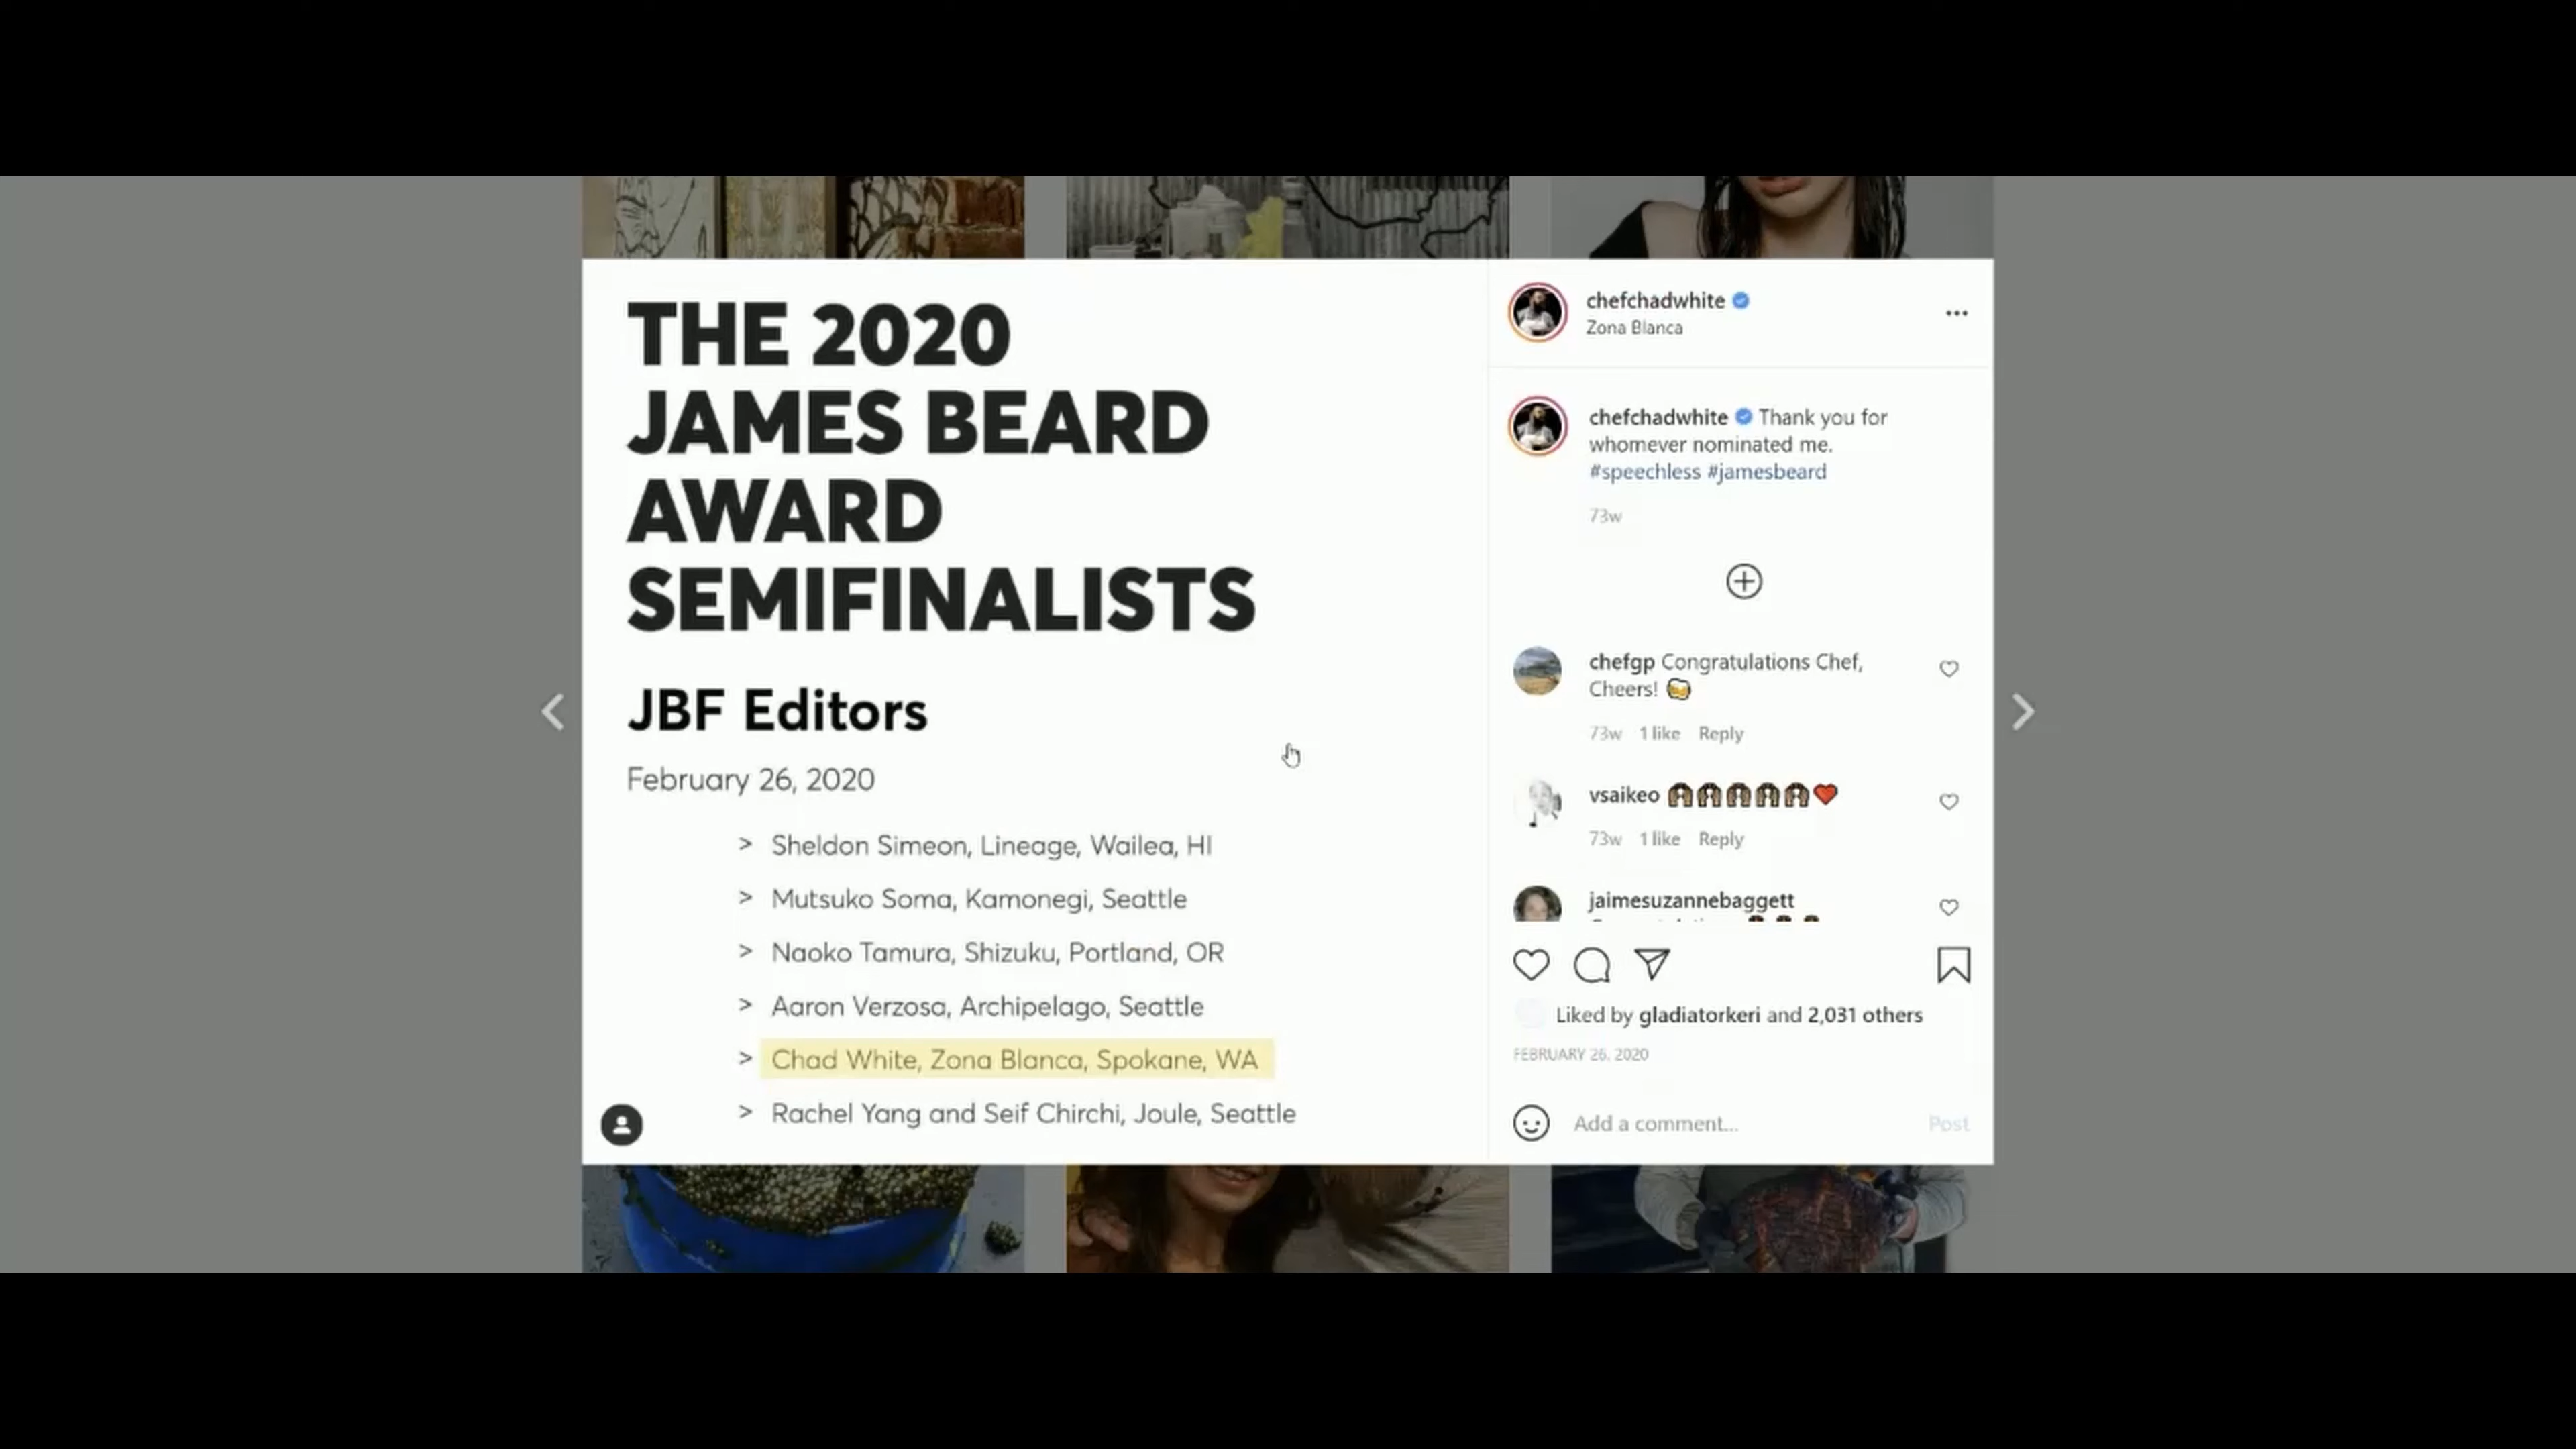 THE 2020
JAMES BEARD
AWARD
SEMIFINALISTS
JBF Editors
February 26, 2020
> Sheldon Simeon, Lineage, Wailea, HI
> Mutsuko Soma, Kamonegi, Seattle
> Naoko Tamura, Shizuku, Portland, OR
> Aaron Verzosa, Archipelago, Seattle
> Chad White, Zona Blanca, Spokane, WA
> Rachel Yang and Seif Chirchi, Joule, Seattle
chefchadwhite
Zona Blanca
chefchadwhite Thank you for
whomever nominated me.
#speechless #jamesbeard
73w
chefgp Congratulations Chef,
Cheers! 🍻
73w 1 like Reply
vsaikeo 🙌🏾🙌🏾🙌🏾🙌🏾🙌🏾❤️
73w 1 like Reply
jaimesuzannebaggett
Liked by gladiatorkeri and 2,031 others
FEBRUARY 26, 2020
Add a comment...
Post